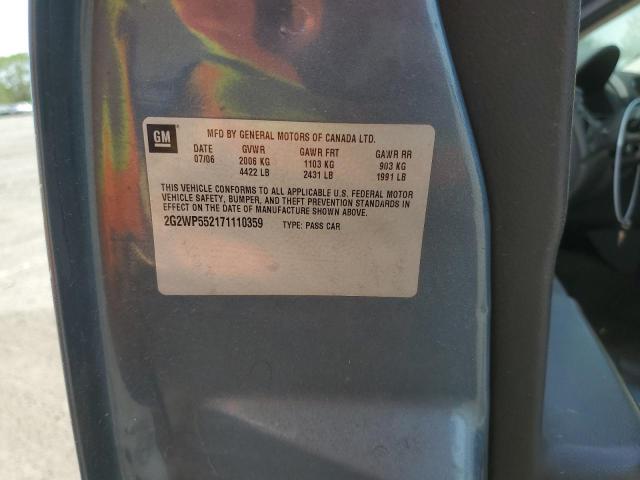 GM
MFD BY GENERAL MOTORS OF CANADA LTD.
DATE GVWR GAWR FRT GAWR RR
07/06 2006 KG 1103 KG 903 KG
4422 LB 2431 LB 1991 LB
THIS VEHICLE CONFORMS TO ALL APPLICABLE U.S. FEDERAL MOTOR
VEHICLE SAFETY, BUMPER, AND THEFT PREVENTION STANDARDS IN
EFFECT ON THE DATE OF MANUFACTURE SHOWN ABOVE.
2G2WP552171110359 TYPE: PASS CAR